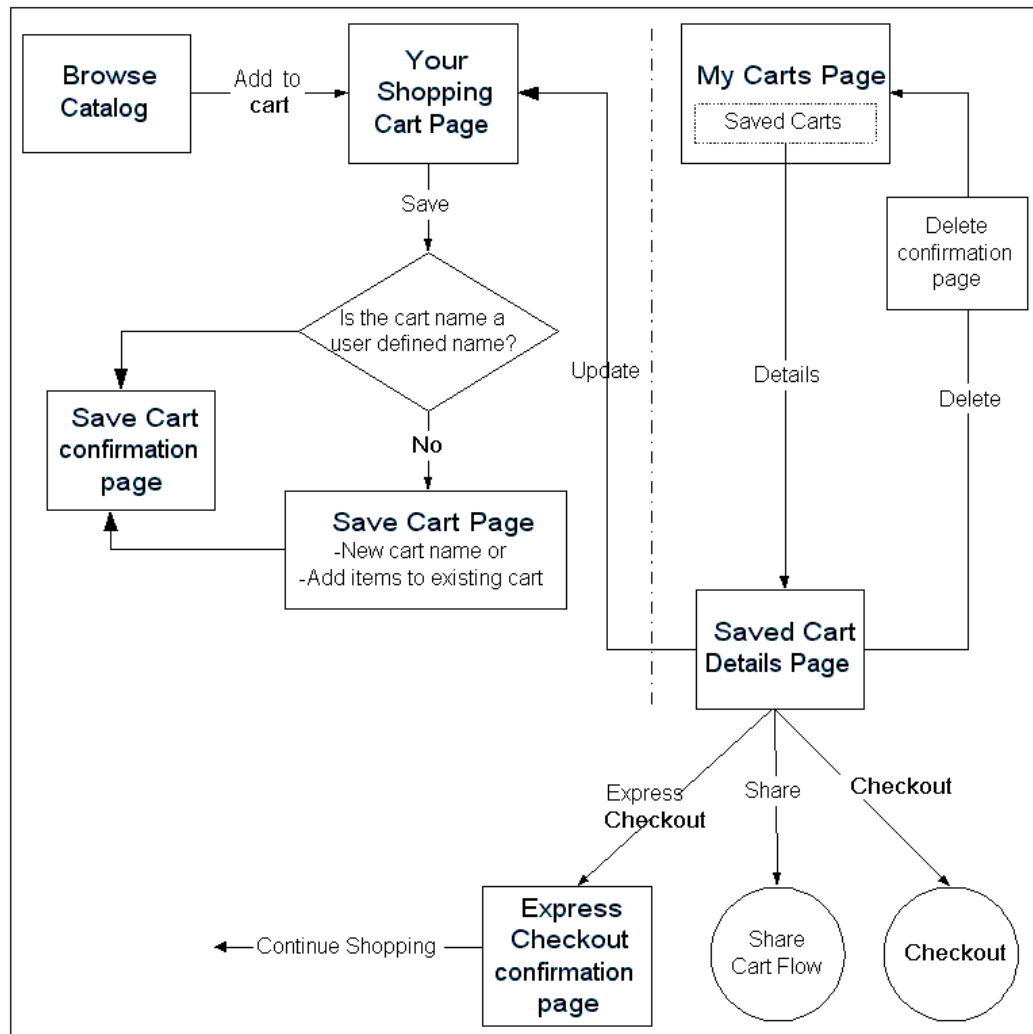 Browse
Catalog
Add to
cart
Your
Shopping
Cart Page
My Carts Page
Saved Carts
Save
Delete
confirmation
page
Is the cart name a
user defined name?
Update
Details
Delete
Save Cart
confirmation
page
No
Save Cart Page
-New cart name or
-Add items to existing cart
Saved Cart
Details Page
Express
Checkout
Share
Checkout
Continue Shopping
Express
Checkout
confirmation
page
Share
Cart Flow
Checkout